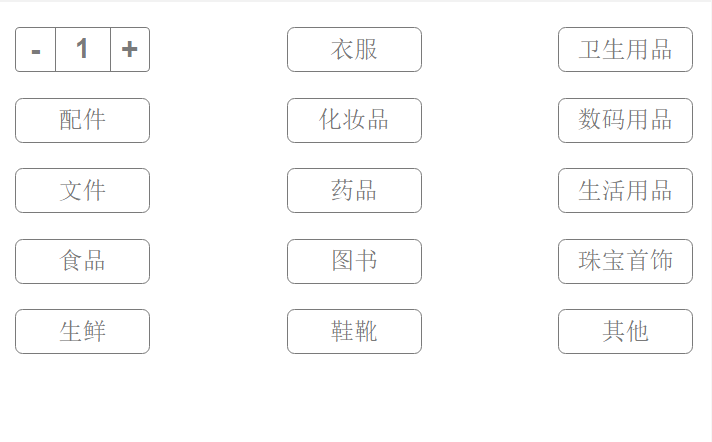 - 1 + 衣服 卫生用品
配件 化妆品 数码用品
文件 药品 生活用品
食品 图书 珠宝首饰
生鲜 鞋靴 其他